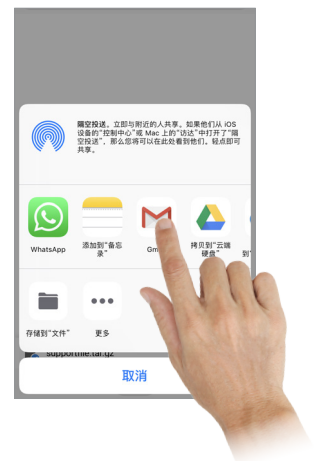 隔空投送。立即与附近的人共享。如果他们从 iOS
设备的“控制中心”或 Mac 上的“访达”中打开了“隔
空投送”，那么您将可以在此处看到他们。轻点即可
共享。
WhatsApp
添加到“备忘
录”
Gm
拷贝到“云端
硬盘”
到“
存储到“文件”
更多
supportfile.tar.gz
取消